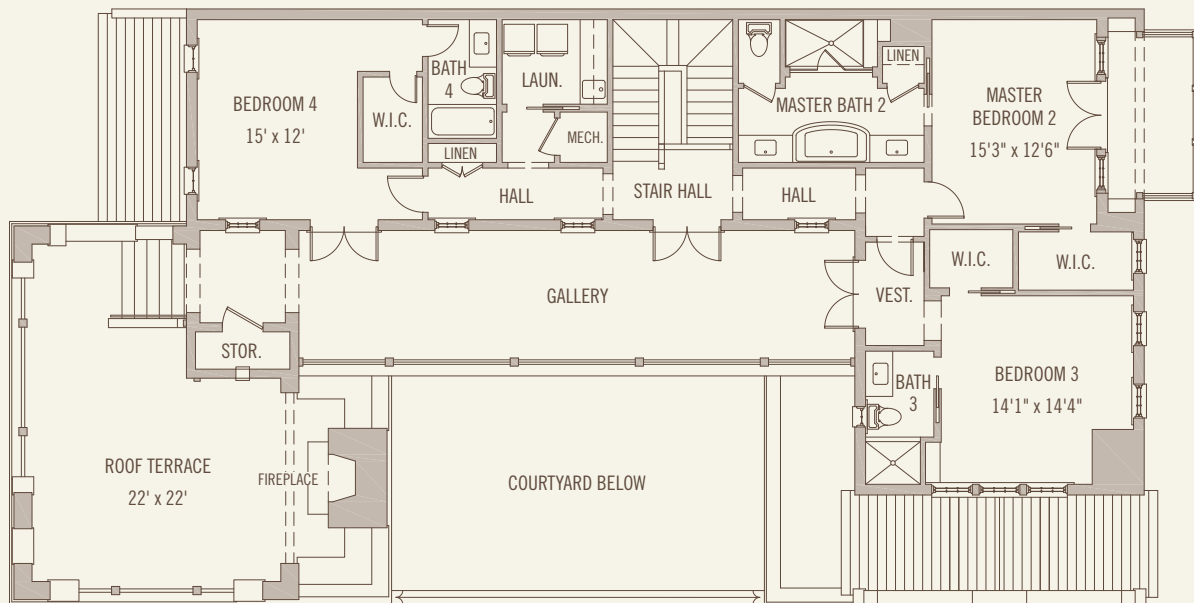 BEDROOM 4
15' x 12'
W.I.C.
BATH
4
LAUN.
MECH.
LINEN
HALL
STAIR HALL
MASTER BATH 2
LINEN
HALL
MASTER
BEDROOM 2
15'3" x 12'6"
W.I.C.
W.I.C.
VEST.
GALLERY
STOR.
BATH
3
BEDROOM 3
14'1" x 14'4"
ROOF TERRACE
22' x 22'
FIREPLACE
COURTYARD BELOW